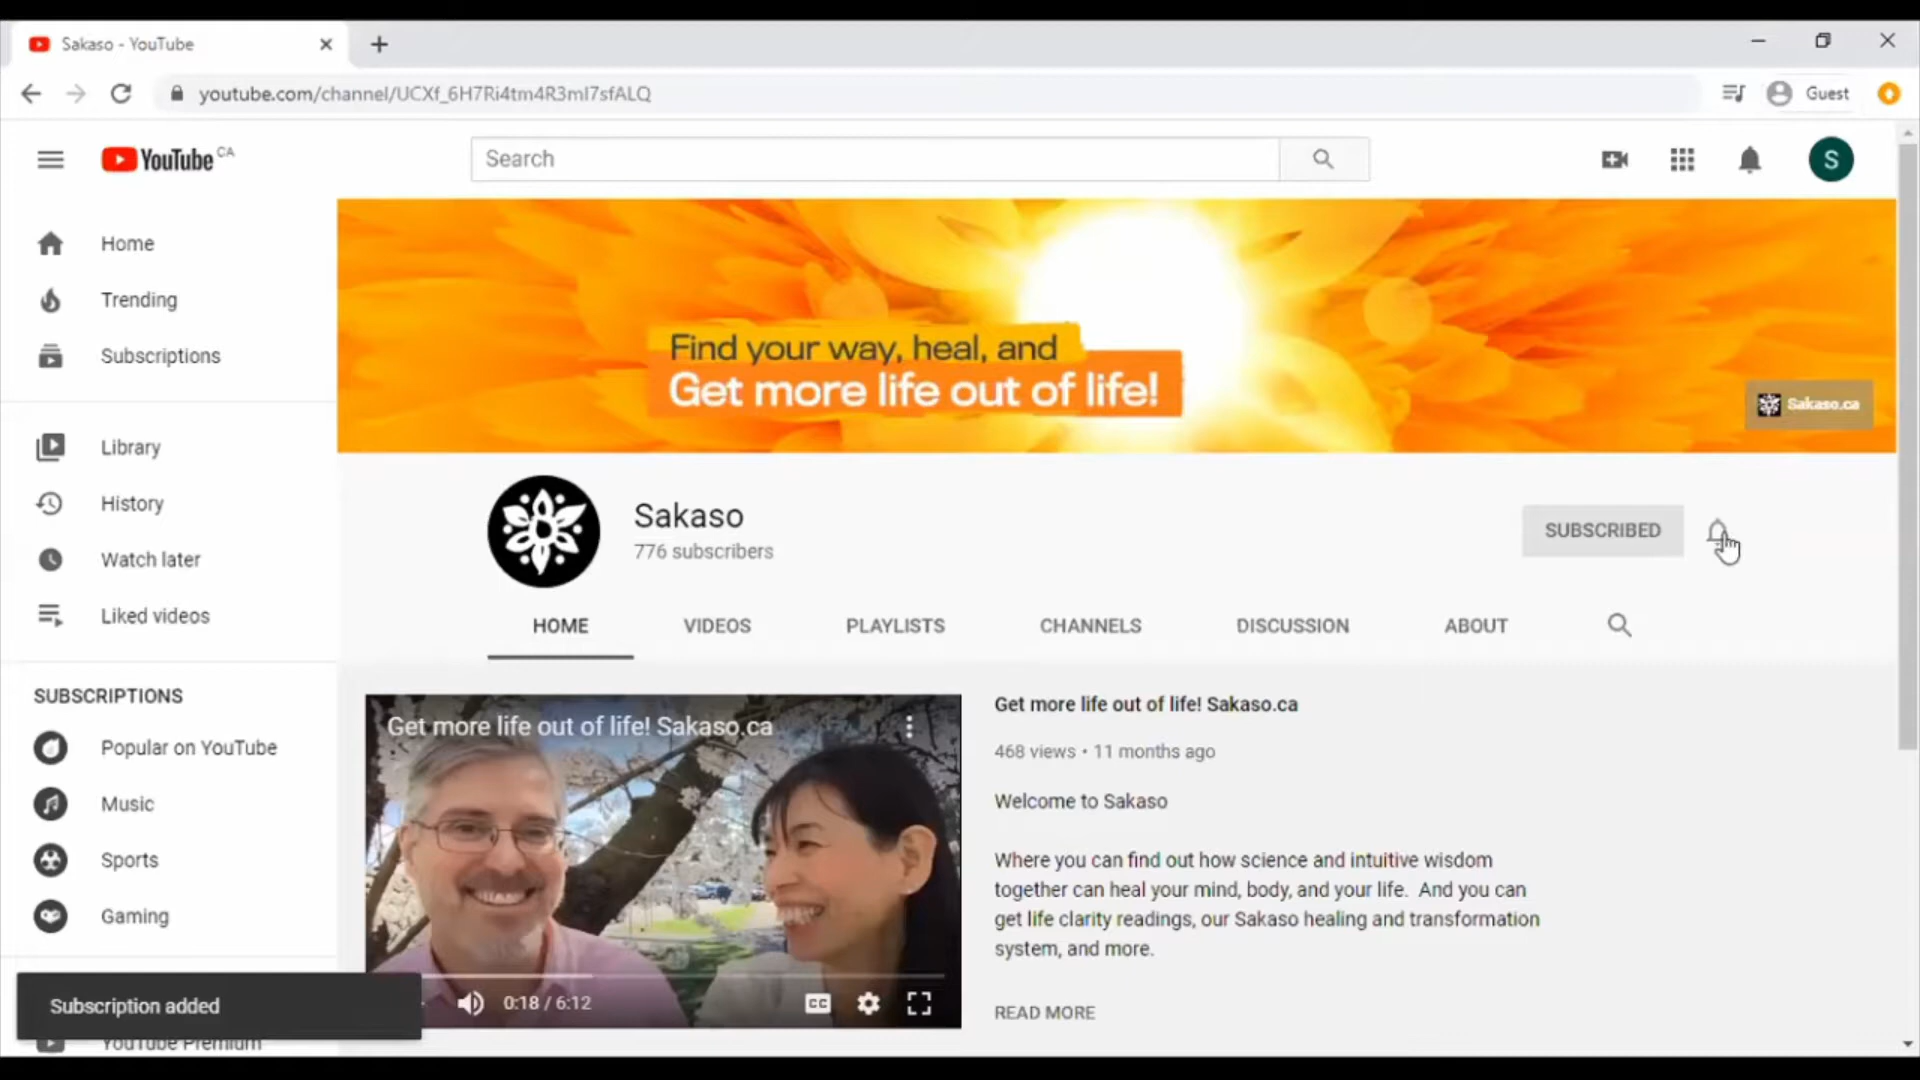 Sakaso - YouTube
youtube.com/channel/UCXf_6H7Ri4tm4R3mI7sfALQ
Guest
YouTube CA
Search
S
Home
Trending
Subscriptions
Library
History
Watch later
Liked videos
SUBSCRIPTIONS
Popular on YouTube
Music
Sports
Gaming
YouTube Premium
Subscription added
Find your way, heal, and
Get more life out of life!
Sakaso.ca
Sakaso
776 subscribers
SUBSCRIBED
HOME
VIDEOS
PLAYLISTS
CHANNELS
DISCUSSION
ABOUT
Get more life out of life! Sakaso.ca
0:18 / 6:12
CC
Get more life out of life! Sakaso.ca
468 views • 11 months ago
Welcome to Sakaso
Where you can find out how science and intuitive wisdom
together can heal your mind, body, and your life. And you can
get life clarity readings, our Sakaso healing and transformation
system, and more.
READ MORE